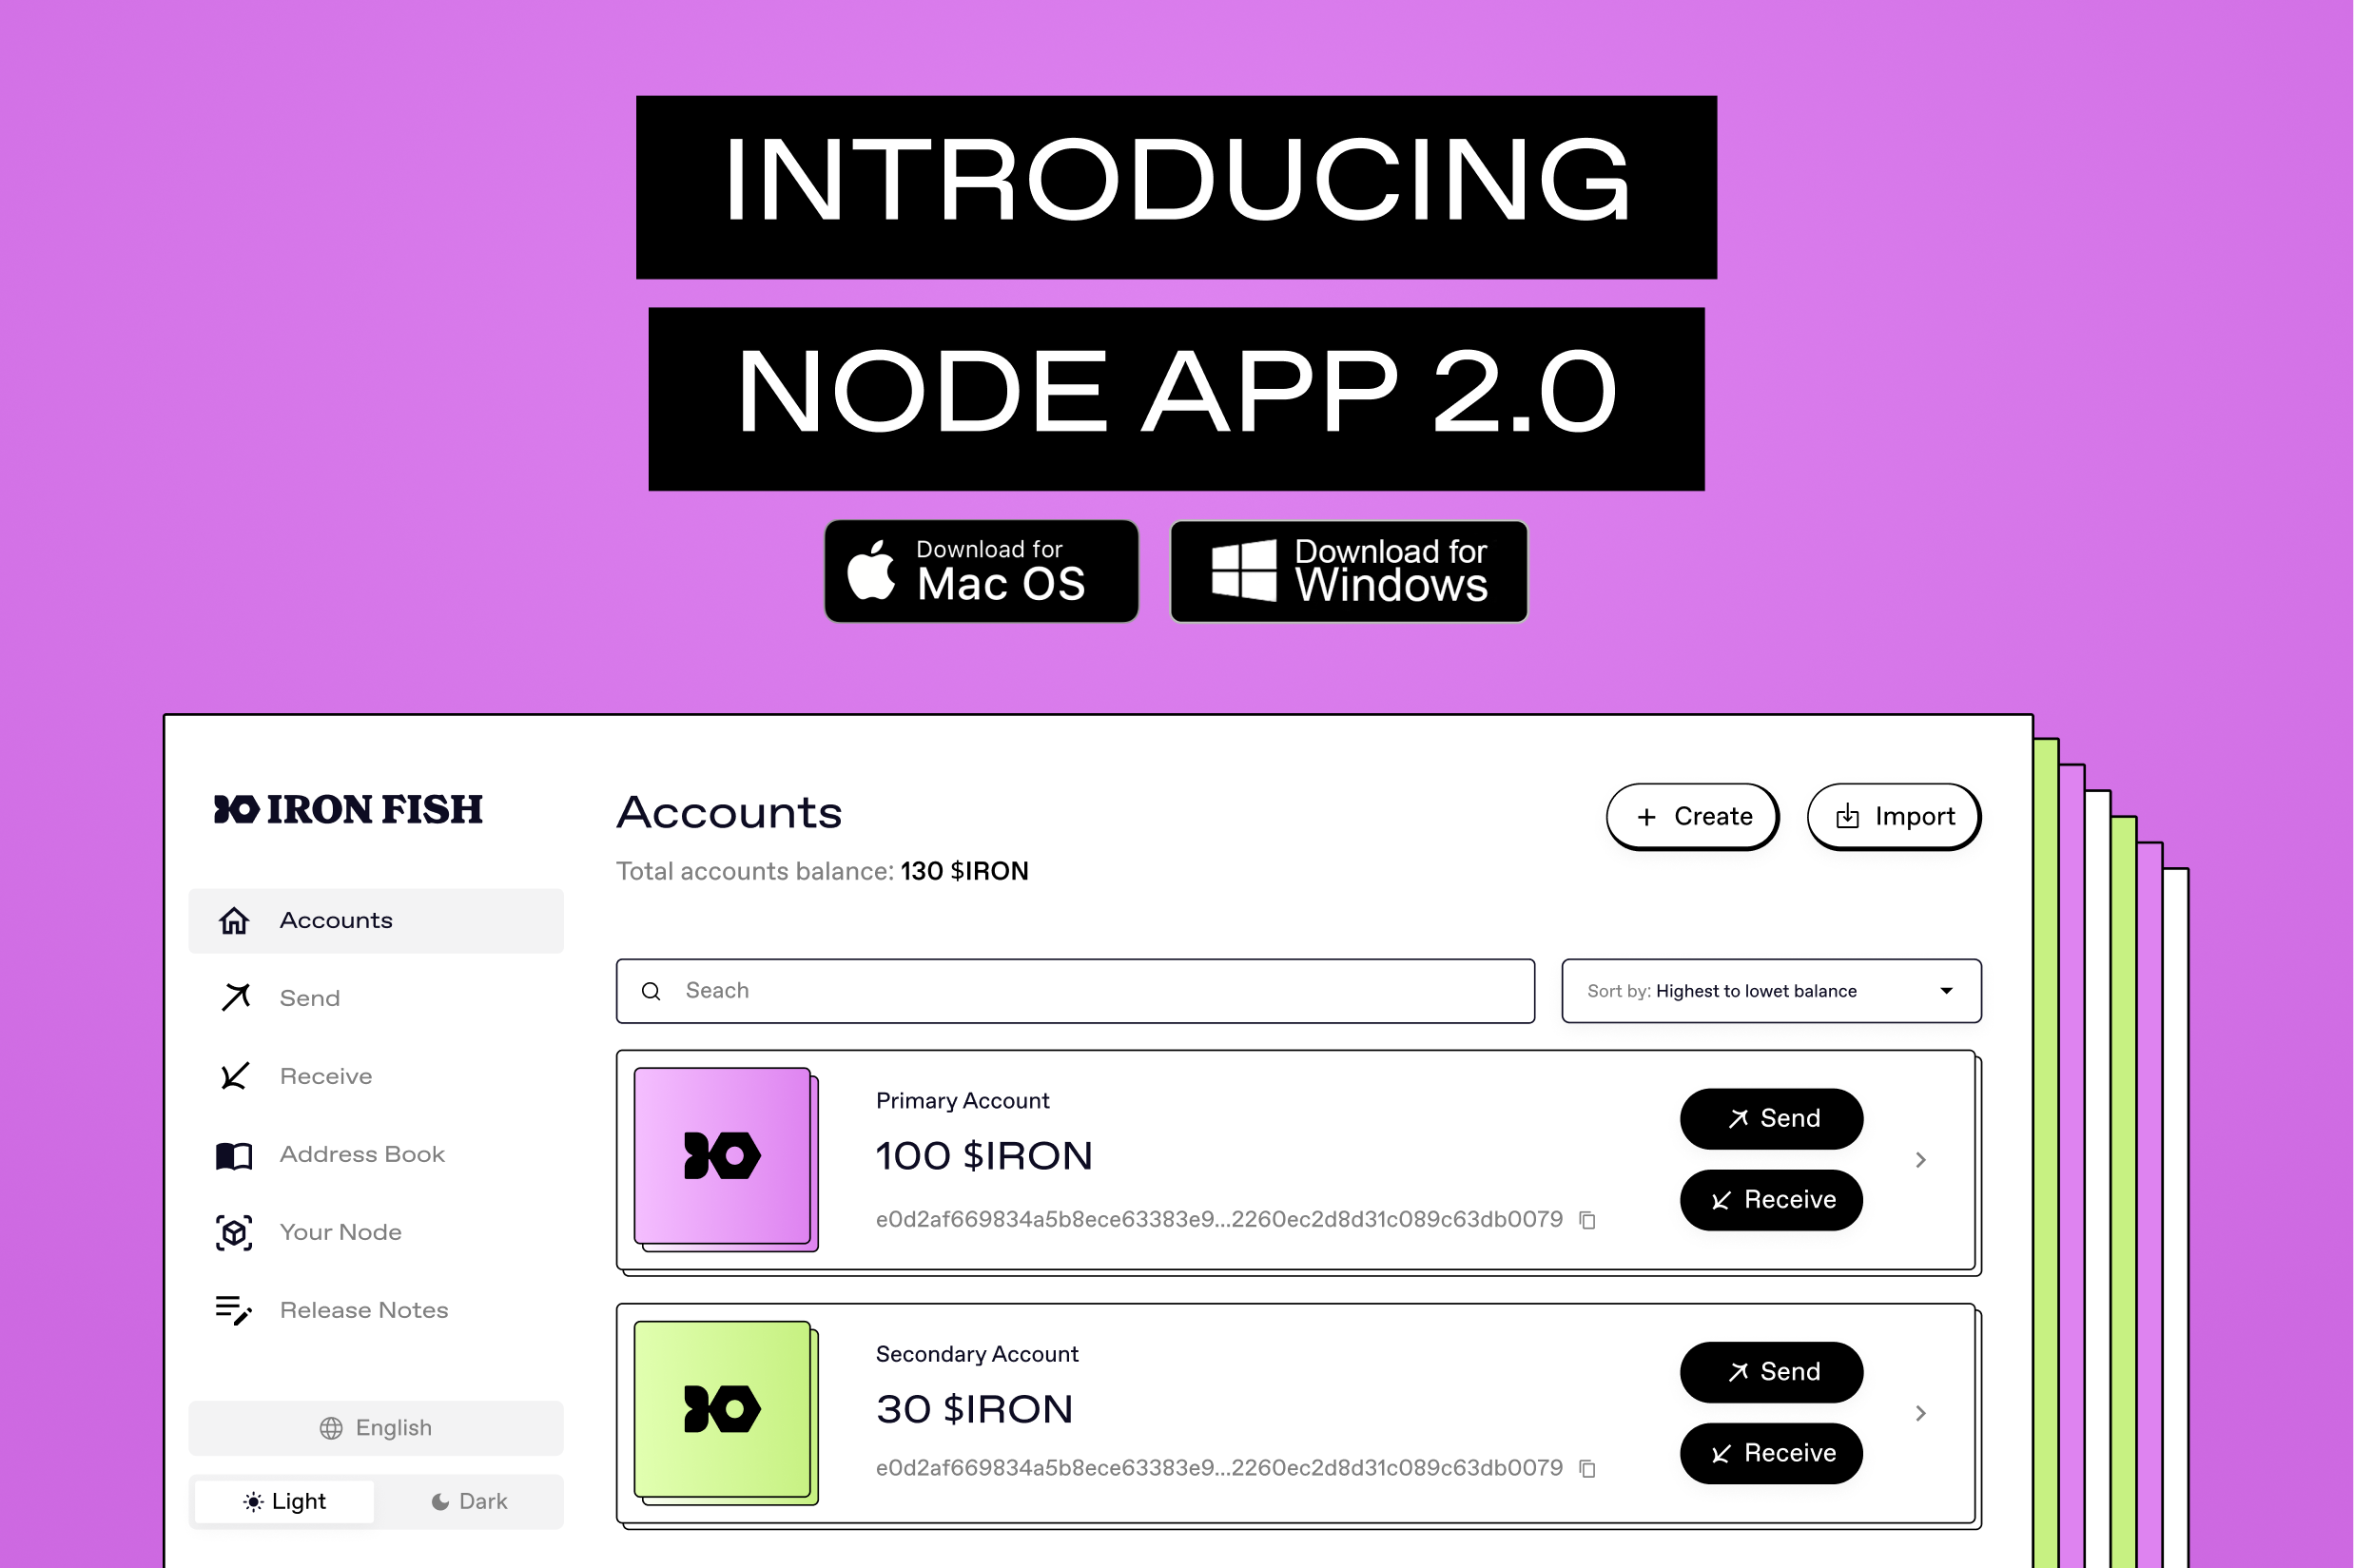 INTRODUCING
NODE APP 2.0
Download for
Mac OS
Download for
Windows
IRON FISH
Accounts
Send
Receive
Address Book
Your Node
Release Notes
English
Light
Dark
Accounts
Total accounts balance: 130 $IRON
Create
Import
Seach
Sort by: Highest to lowet balance
Primary Account
100 $IRON
e0d2af669834a5b8ece63383e9...2260ec2d8d31c089c63db0079
Send
Receive
Secondary Account
30 $IRON
e0d2af669834a5b8ece63383e9...2260ec2d8d31c089c63db0079
Send
Receive